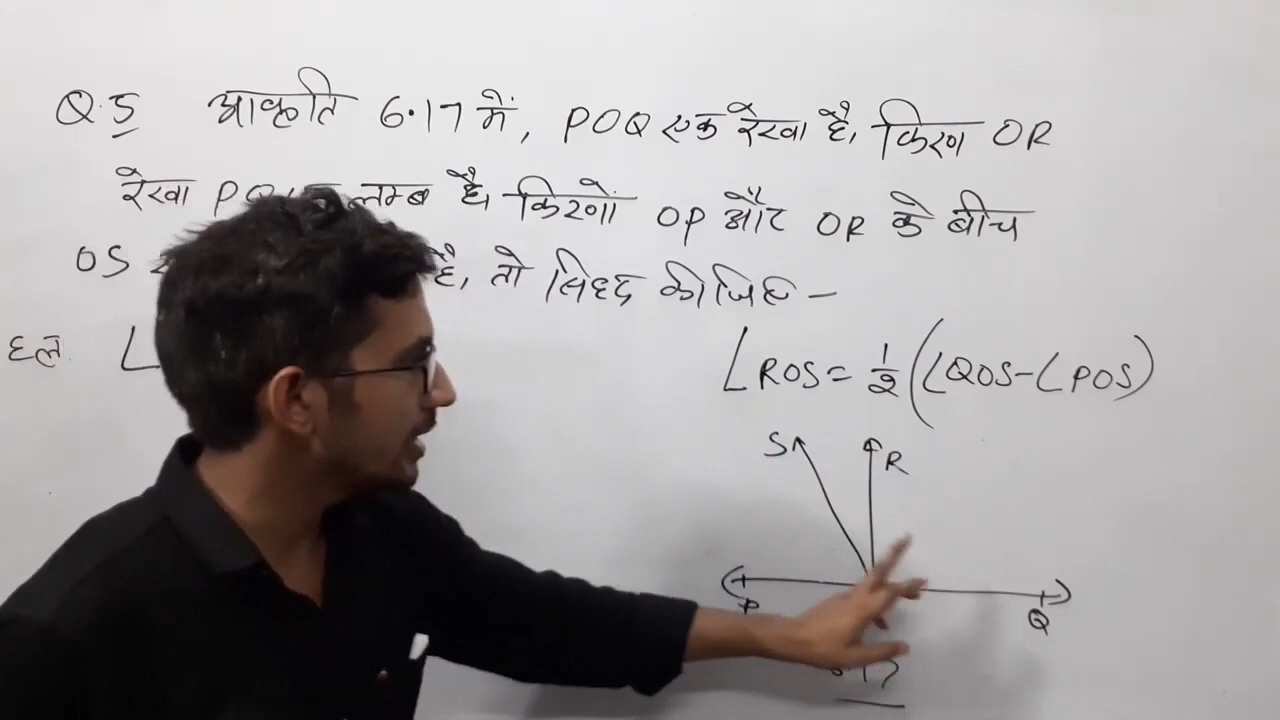 Q.5 आकृति 6.17 में, POQ एक रेखा है, किरण OR
रेखा PQ लम्ब है, किरणों OP और OR के बीच
OS है, तो सिध्द कीजिए –
हल ∠
∠ROS = 1/2 (∠QOS - ∠POS)
S R
P Q